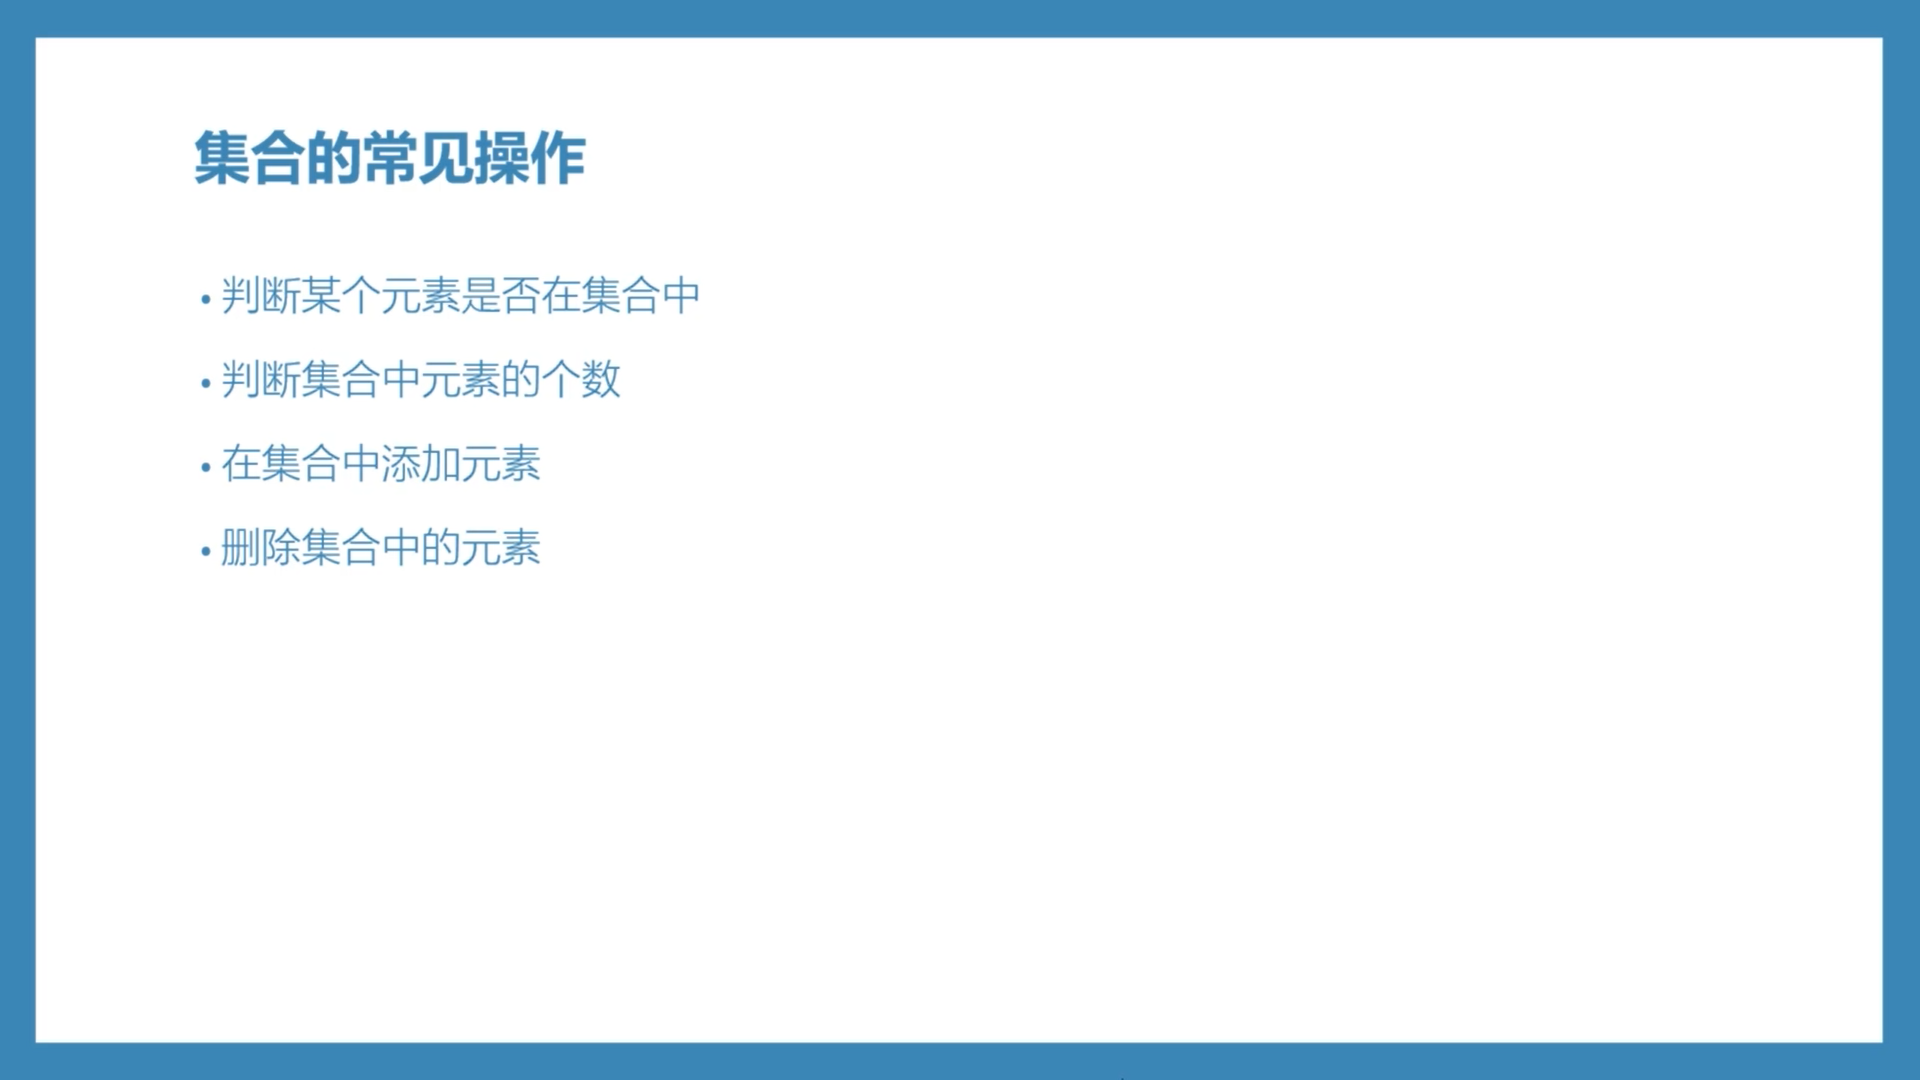 集合的常见操作
• 判断某个元素是否在集合中
• 判断集合中元素的个数
• 在集合中添加元素
• 删除集合中的元素